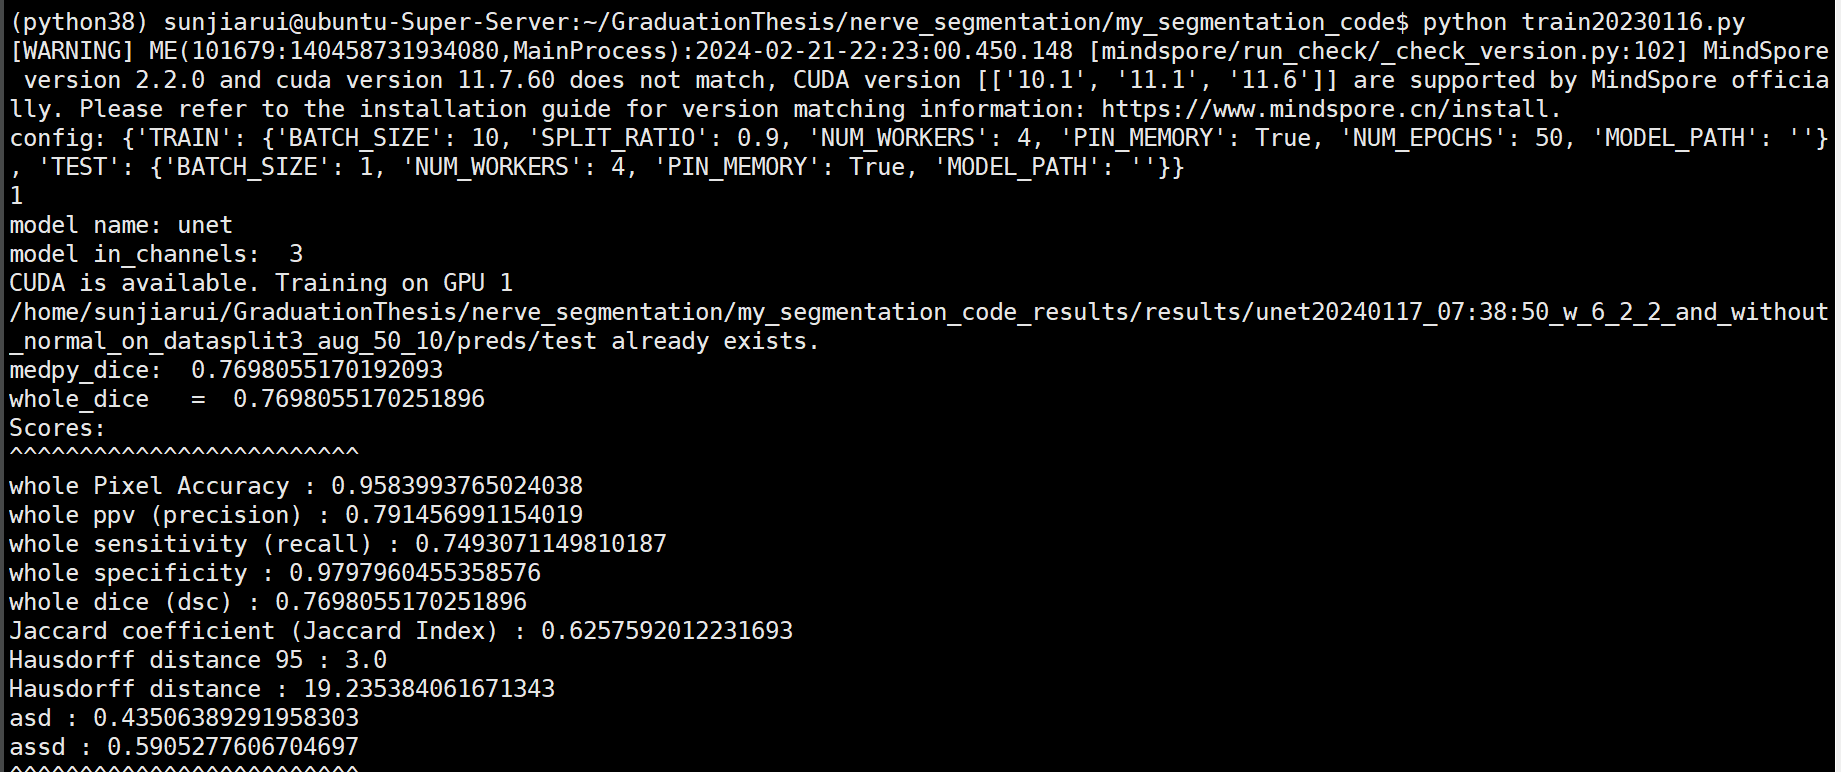 (python38) sunjiarui@ubuntu-Super-Server:~/GraduationThesis/nerve_segmentation/my_segmentation_code$ python train20230116.py
[WARNING] ME(101679:140458731934080,MainProcess):2024-02-21-22:23:00.450.148 [mindspore/run_check/_check_version.py:102] MindSpore
 version 2.2.0 and cuda version 11.7.60 does not match, CUDA version [['10.1', '11.1', '11.6']] are supported by MindSpore officia
lly. Please refer to the installation guide for version matching information: https://www.mindspore.cn/install.
config: {'TRAIN': {'BATCH_SIZE': 10, 'SPLIT_RATIO': 0.9, 'NUM_WORKERS': 4, 'PIN_MEMORY': True, 'NUM_EPOCHS': 50, 'MODEL_PATH': ''}
, 'TEST': {'BATCH_SIZE': 1, 'NUM_WORKERS': 4, 'PIN_MEMORY': True, 'MODEL_PATH': ''}}
1
model name: unet
model in_channels:  3
CUDA is available. Training on GPU 1
/home/sunjiarui/GraduationThesis/nerve_segmentation/my_segmentation_code_results/results/unet20240117_07:38:50_w_6_2_2_and_without
_normal_on_datasplit3_aug_50_10/preds/test already exists.
medpy_dice:  0.7698055170192093
whole_dice   =  0.7698055170251896
Scores:
^^^^^^^^^^^^^^^^^^^^^^^^^
whole Pixel Accuracy : 0.9583993765024038
whole ppv (precision) : 0.791456991154019
whole sensitivity (recall) : 0.7493071149810187
whole specificity : 0.9797960455358576
whole dice (dsc) : 0.7698055170251896
Jaccard coefficient (Jaccard Index) : 0.6257592012231693
Hausdorff distance 95 : 3.0
Hausdorff distance : 19.235384061671343
asd : 0.43506389291958303
assd : 0.5905277606704697
^^^^^^^^^^^^^^^^^^^^^^^^^